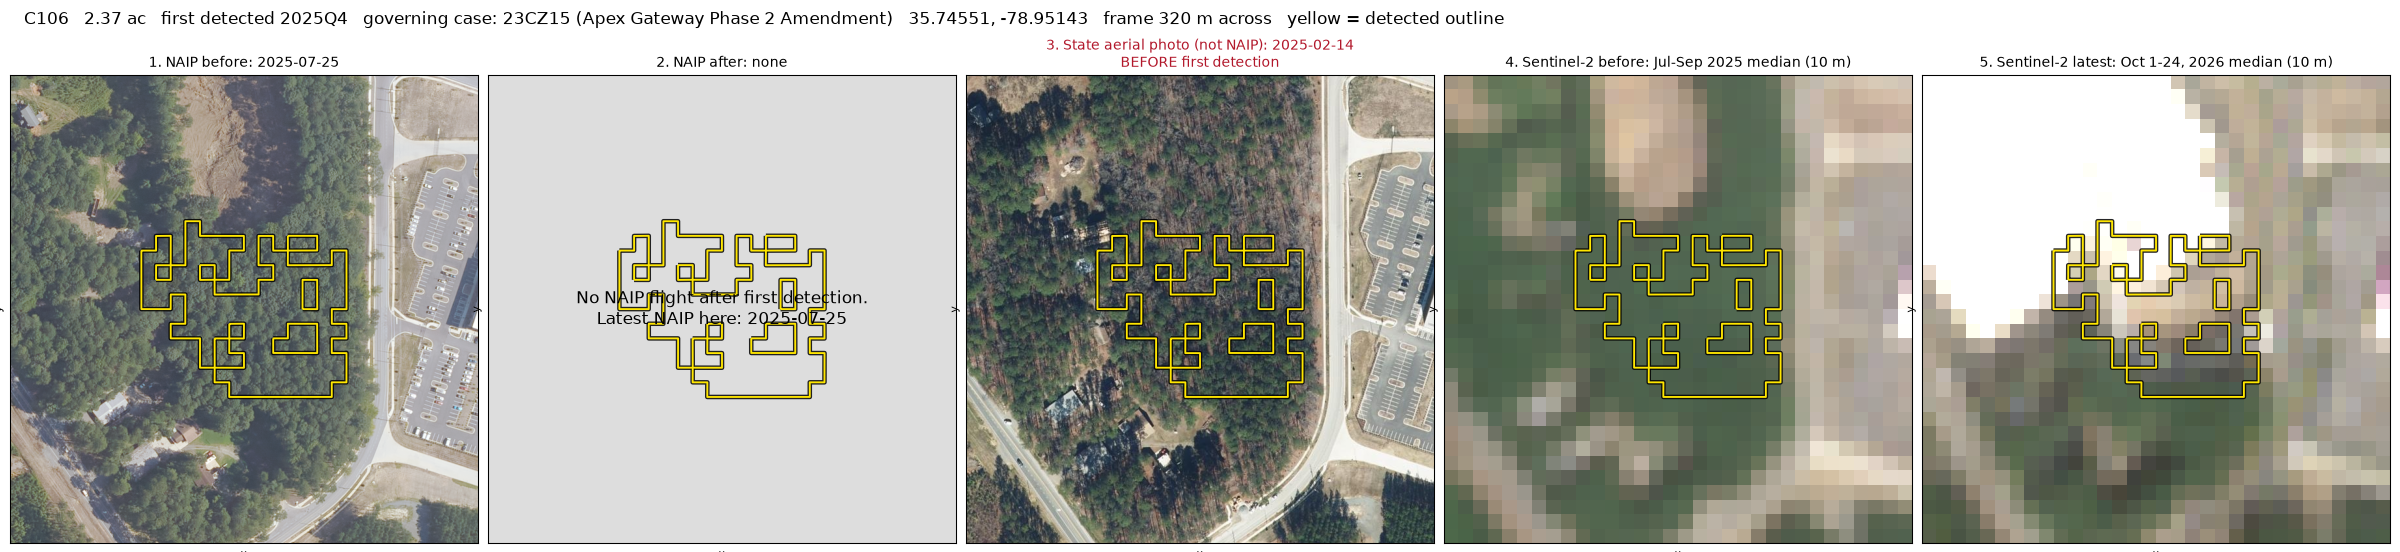 C106   2.37 ac   first detected 2025Q4   governing case: 23CZ15 (Apex Gateway Phase 2 Amendment)   35.74551, -78.95143   frame 320 m across   yellow = detected outline
1. NAIP before: 2025-07-25
2. NAIP after: none
3. State aerial photo (not NAIP): 2025-02-14
BEFORE first detection
4. Sentinel-2 before: Jul-Sep 2025 median (10 m)
5. Sentinel-2 latest: Oct 1-24, 2026 median (10 m)
No NAIP flight after first detection.
Latest NAIP here: 2025-07-25